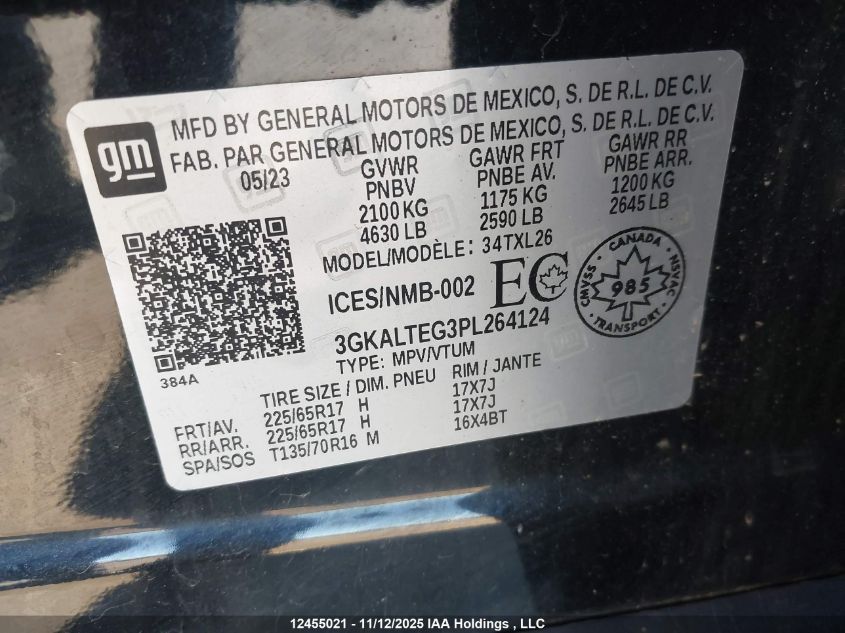 gm
MFD BY GENERAL MOTORS DE MEXICO, S. DE R.L. DE C.V.
FAB. PAR GENERAL MOTORS DE MEXICO, S. DE R.L. DE C.V.
05/23
GVWR
PNBV
2100 KG
4630 LB
GAWR FRT
PNBE AV.
1175 KG
2590 LB
GAWR RR
PNBE ARR.
1200 KG
2645 LB
MODEL/MODÈLE: 34TXL26
ICES/NMB-002
EC
CANADA
CMVSS
NSVAC
985
TRANSPORT
3GKALTEG3PL264124
TYPE: MPV/VTUM
384A
TIRE SIZE / DIM. PNEU RIM / JANTE
FRT/AV. 225/65R17 H 17X7J
RR/ARR. 225/65R17 H 17X7J
SPA/SOS T135/70R16 M 16X4BT
12455021 - 11/12/2025 IAA Holdings , LLC